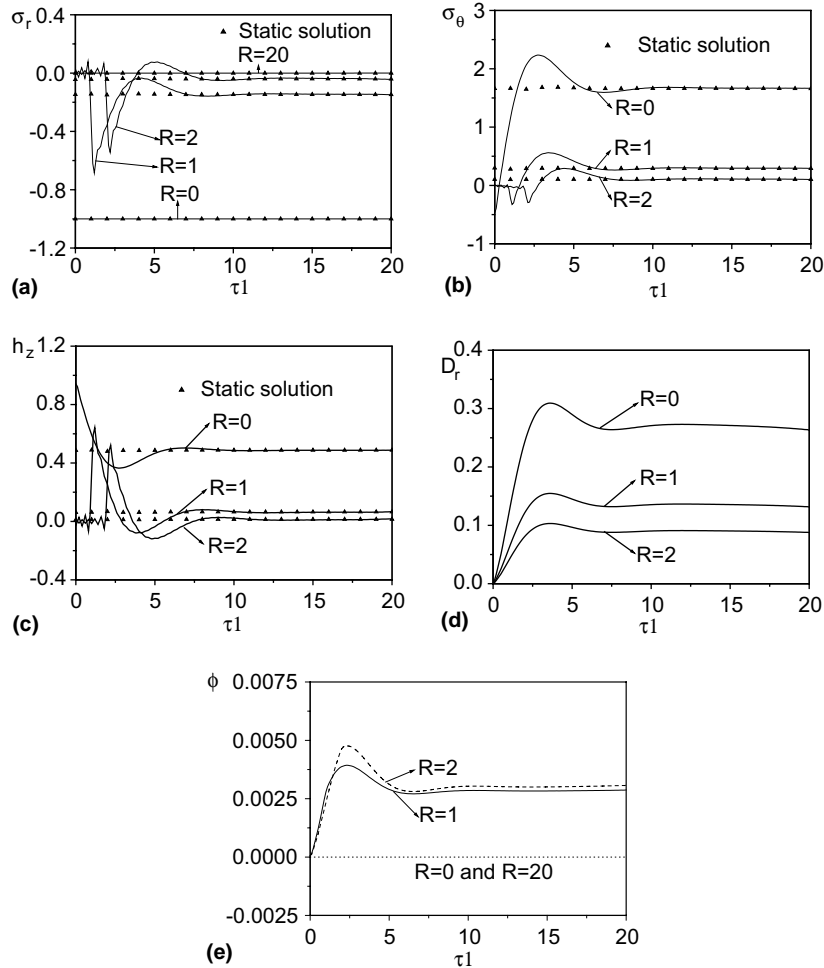 σr
0.4
0.0
-0.4
-0.8
-1.2
Static solution
R=20
R=2
R=1
R=0
0 5 10 15 20
τ1
(a)
σθ
3
2
1
0
-1
Static solution
R=0
R=1
R=2
0 5 10 15 20
τ1
(b)
hz
1.2
0.8
0.4
0.0
-0.4
Static solution
R=0
R=1
R=2
0 5 10 15 20
τ1
(c)
Dr
0.4
0.3
0.2
0.1
0.0
R=0
R=1
R=2
0 5 10 15 20
τ1
(d)
ϕ
0.0075
0.0050
0.0025
0.0000
-0.0025
R=2
R=1
R=0 and R=20
0 5 10 15 20
τ1
(e)